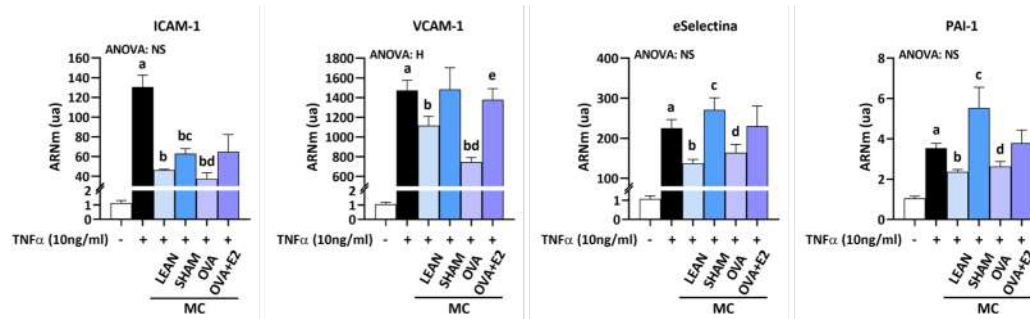 ICAM-1
ANOVA: NS
ARNm (ua)
160
140
120
100
80
60
40
2
1
0
a
b
bc
bd
TNFα (10ng/ml)
- + + + + +
LEAN
SHAM
OVA
OVA+E2
MC
VCAM-1
ANOVA: H
ARNm (ua)
1800
1600
1400
1200
1000
800
600
2
1
0
a
b
bd
e
TNFα (10ng/ml)
- + + + + +
LEAN
SHAM
OVA
OVA+E2
MC
eSelectina
ANOVA: NS
ARNm (ua)
400
300
200
100
1
0
a
b
c
d
TNFα (10ng/ml)
- + + + + +
LEAN
SHAM
OVA
OVA+E2
MC
PAI-1
ANOVA: NS
ARNm (ua)
8
6
4
2
0
a
b
c
d
TNFα (10ng/ml)
- + + + + +
LEAN
SHAM
OVA
OVA+E2
MC